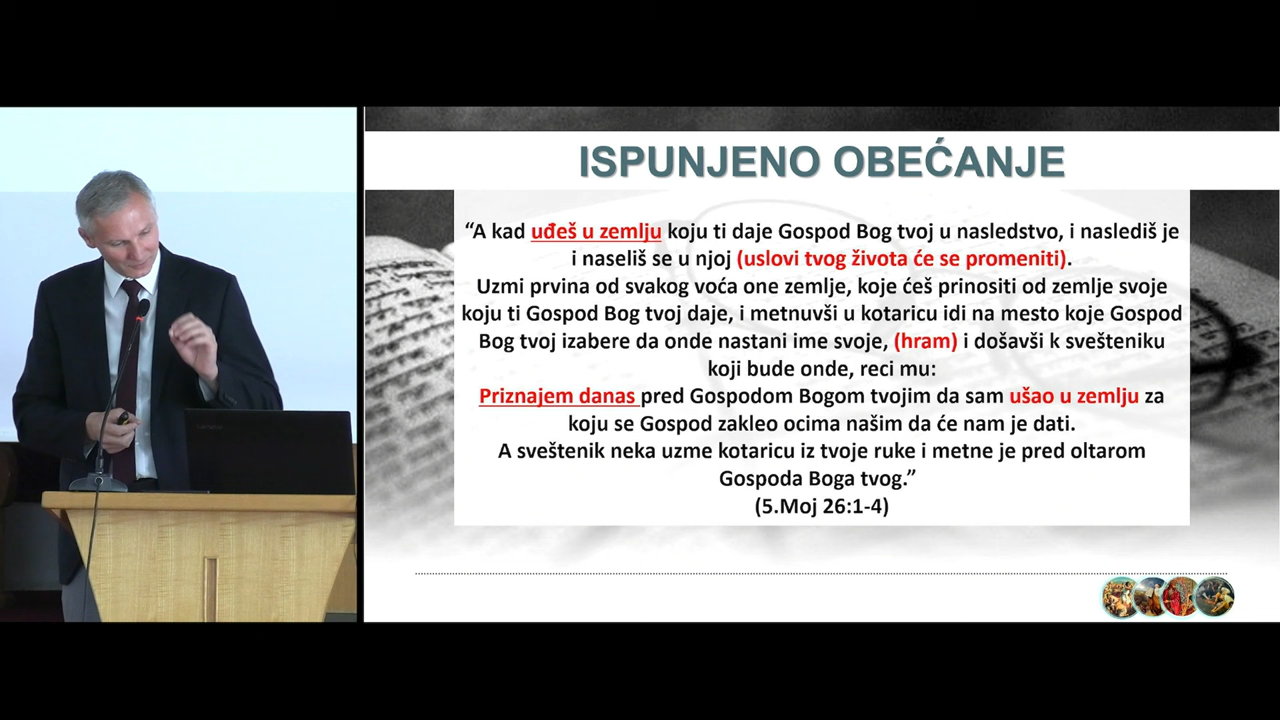 ISPUNJENO OBEĆANJE
“A kad uđeš u zemlju koju ti daje Gospod Bog tvoj u nasledstvo, i naslediš je
i naseliš se u njoj (uslovi tvog života će se promeniti).
Uzmi prvina od svakog voća one zemlje, koje ćeš prinositi od zemlje svoje
koju ti Gospod Bog tvoj daje, i metnuvši u kotaricu idi na mesto koje Gospod
Bog tvoj izabere da onde nastani ime svoje, (hram) i došavši k svešteniku
koji bude onde, reci mu:
Priznajem danas pred Gospodom Bogom tvojim da sam ušao u zemlju za
koju se Gospod zakleo ocima našim da će nam je dati.
A sveštenik neka uzme kotaricu iz tvoje ruke i metne je pred oltarom
Gospoda Boga tvog.”
(5.Moj 26:1-4)